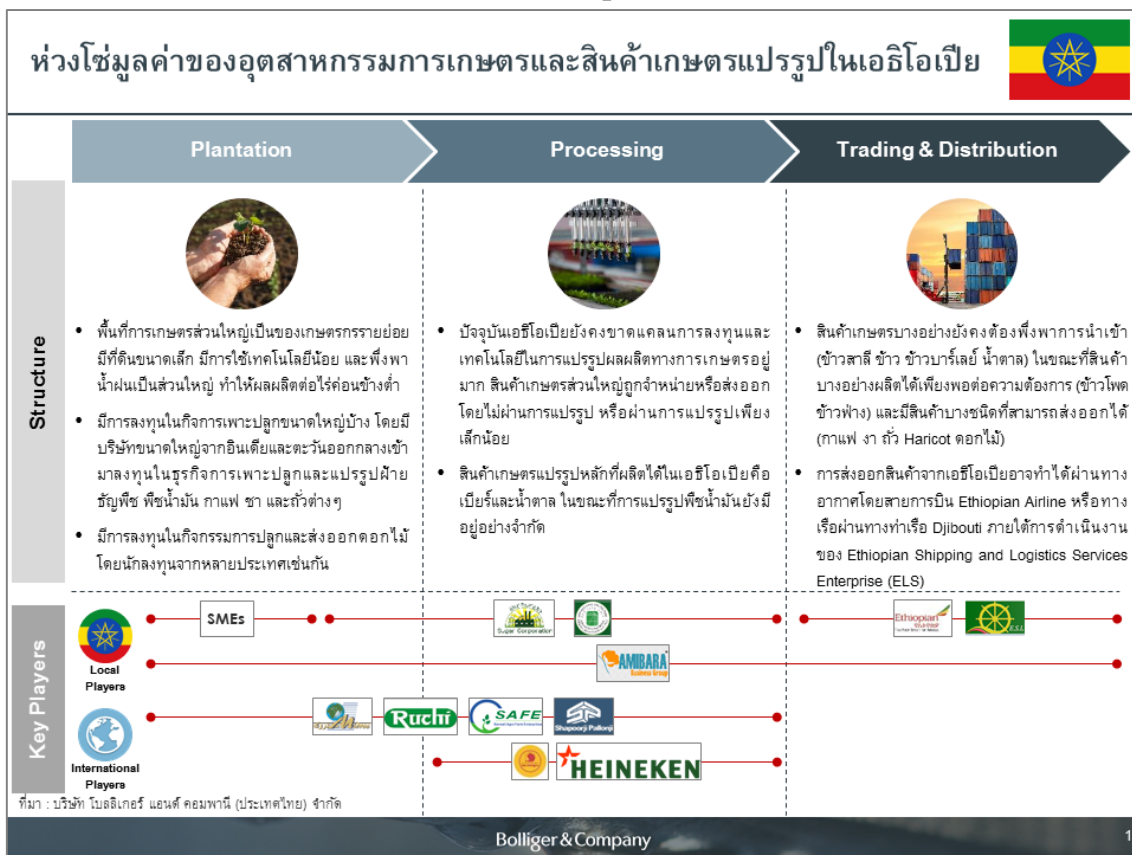 ห่วงโซ่มูลค่าของอุตสาหกรรมการเกษตรและสินค้าเกษตรแปรรูปในเอธิโอเปีย
Plantation
Processing
Trading & Distribution
Structure
• พื้นที่การเกษตรส่วนใหญ่เป็นของเกษตรกรรายย่อย
มีที่ดินขนาดเล็ก มีการใช้เทคโนโลยีน้อย และพึ่งพา
น้ำฝนเป็นส่วนใหญ่ ทำให้ผลผลิตต่อไร่ค่อนข้างต่ำ
• มีการลงทุนในกิจการเพาะปลูกขนาดใหญ่บ้าง โดยมี
บริษัทขนาดใหญ่จากอินเดียและตะวันออกกลางเข้า
มาลงทุนในธุรกิจการเพาะปลูกและแปรรูปฝ้าย
ธัญพืช พืชน้ำมัน กาแฟ ชา และถั่วต่างๆ
• มีการลงทุนในกิจกรรมการปลูกและส่งออกดอกไม้
โดยนักลงทุนจากหลายประเทศเช่นกัน
• ปัจจุบันเอธิโอเปียยังคงขาดแคลนการลงทุนและ
เทคโนโลยีในการแปรรูปผลผลิตทางการเกษตรอยู่
มาก สินค้าเกษตรส่วนใหญ่ถูกจำหน่ายหรือส่งออก
โดยไม่ผ่านการแปรรูป หรือผ่านการแปรรูปเพียง
เล็กน้อย
• สินค้าเกษตรแปรรูปหลักที่ผลิตได้ในเอธิโอเปียคือ
เบียร์และน้ำตาล ในขณะที่การแปรรูปพืชน้ำมันยังมี
อยู่อย่างจำกัด
• สินค้าเกษตรบางอย่างยังคงต้องพึ่งพาการนำเข้า
(ข้าวสาลี ข้าว ข้าวบาร์เลย์ น้ำตาล) ในขณะที่สินค้า
บางอย่างผลิตได้เพียงพอต่อความต้องการ (ข้าวโพด
ข้าวฟ่าง) และมีสินค้าบางชนิดที่สามารถส่งออกได้
(กาแฟ งา ถั่ว Haricot ดอกไม้)
• การส่งออกสินค้าจากเอธิโอเปียอาจทำได้ผ่านทาง
อากาศโดยสายการบิน Ethiopian Airline หรือทาง
เรือผ่านทางท่าเรือ Djibouti ภายใต้การดำเนินงาน
ของ Ethiopian Shipping and Logistics Services
Enterprise (ELS)
Key Players
Local
Players
SMEs
Sugar Corporation
Ethiopian
E.S.L
AMIBARA
Business Group
International
Players
Ruchi
SAFE
Shapoorji Pallonji
HEINEKEN
ที่มา : บริษัท โบลลิเกอร์ แอนด์ คอมพานี (ประเทศไทย) จำกัด
Bolliger & Company
1